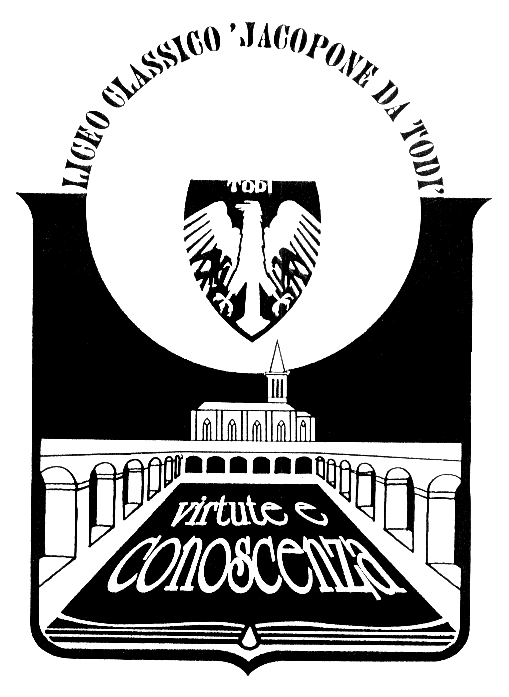 LICEO CLASSICO 'JACOPONE DA TODI'
TODI
virtute e
conoscenza